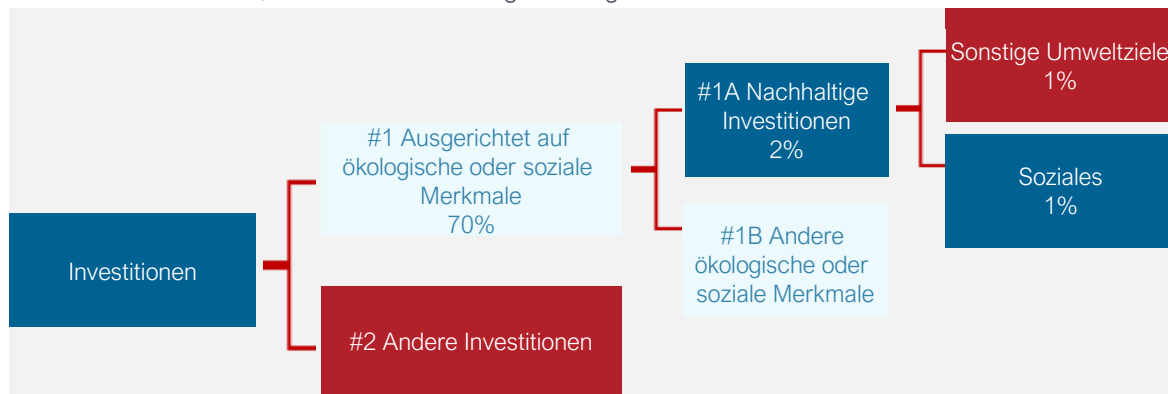 Investitionen
#1 Ausgerichtet auf
ökologische oder soziale
Merkmale
70%
#2 Andere Investitionen
#1A Nachhaltige
Investitionen
2%
#1B Andere
ökologische oder
soziale Merkmale
Sonstige Umweltziele
1%
Soziales
1%